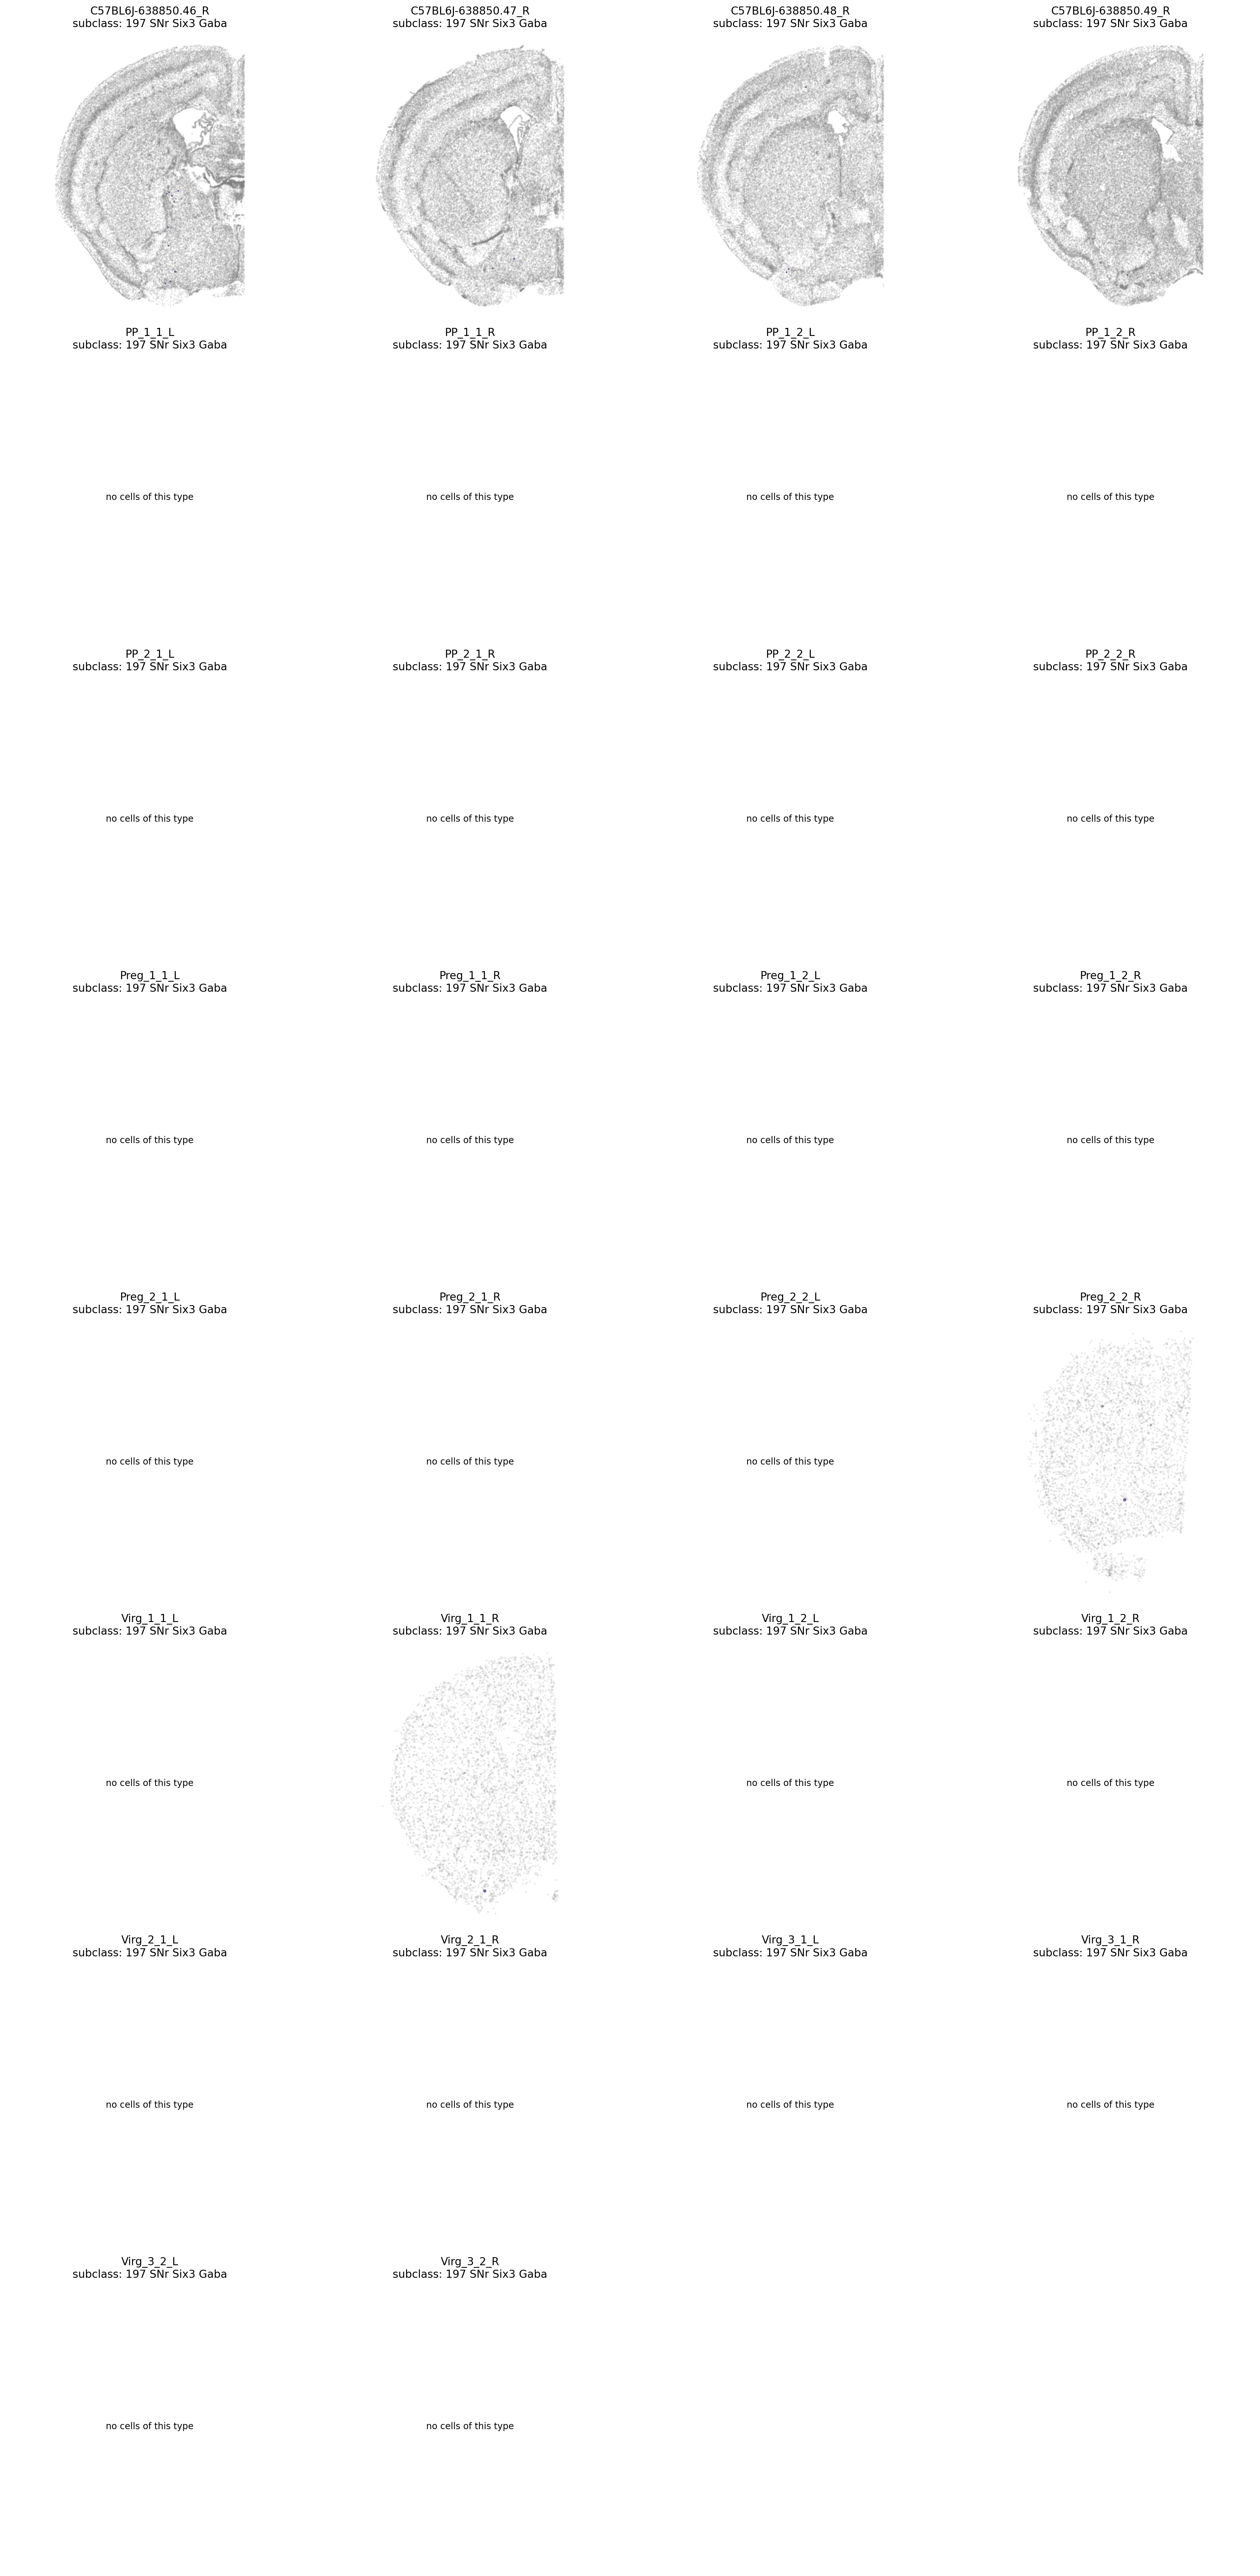 C57BL6J-638850.46_R
subclass: 197 SNr Six3 Gaba
C57BL6J-638850.47_R
subclass: 197 SNr Six3 Gaba
C57BL6J-638850.48_R
subclass: 197 SNr Six3 Gaba
C57BL6J-638850.49_R
subclass: 197 SNr Six3 Gaba
PP_1_1_L
subclass: 197 SNr Six3 Gaba
no cells of this type
PP_1_1_R
subclass: 197 SNr Six3 Gaba
no cells of this type
PP_1_2_L
subclass: 197 SNr Six3 Gaba
no cells of this type
PP_1_2_R
subclass: 197 SNr Six3 Gaba
no cells of this type
PP_2_1_L
subclass: 197 SNr Six3 Gaba
no cells of this type
PP_2_1_R
subclass: 197 SNr Six3 Gaba
no cells of this type
PP_2_2_L
subclass: 197 SNr Six3 Gaba
no cells of this type
PP_2_2_R
subclass: 197 SNr Six3 Gaba
no cells of this type
Preg_1_1_L
subclass: 197 SNr Six3 Gaba
no cells of this type
Preg_1_1_R
subclass: 197 SNr Six3 Gaba
no cells of this type
Preg_1_2_L
subclass: 197 SNr Six3 Gaba
no cells of this type
Preg_1_2_R
subclass: 197 SNr Six3 Gaba
no cells of this type
Preg_2_1_L
subclass: 197 SNr Six3 Gaba
no cells of this type
Preg_2_1_R
subclass: 197 SNr Six3 Gaba
no cells of this type
Preg_2_2_L
subclass: 197 SNr Six3 Gaba
no cells of this type
Preg_2_2_R
subclass: 197 SNr Six3 Gaba
Virg_1_1_L
subclass: 197 SNr Six3 Gaba
no cells of this type
Virg_1_1_R
subclass: 197 SNr Six3 Gaba
Virg_1_2_L
subclass: 197 SNr Six3 Gaba
no cells of this type
Virg_1_2_R
subclass: 197 SNr Six3 Gaba
no cells of this type
Virg_2_1_L
subclass: 197 SNr Six3 Gaba
no cells of this type
Virg_2_1_R
subclass: 197 SNr Six3 Gaba
no cells of this type
Virg_3_1_L
subclass: 197 SNr Six3 Gaba
no cells of this type
Virg_3_1_R
subclass: 197 SNr Six3 Gaba
no cells of this type
Virg_3_2_L
subclass: 197 SNr Six3 Gaba
no cells of this type
Virg_3_2_R
subclass: 197 SNr Six3 Gaba
no cells of this type